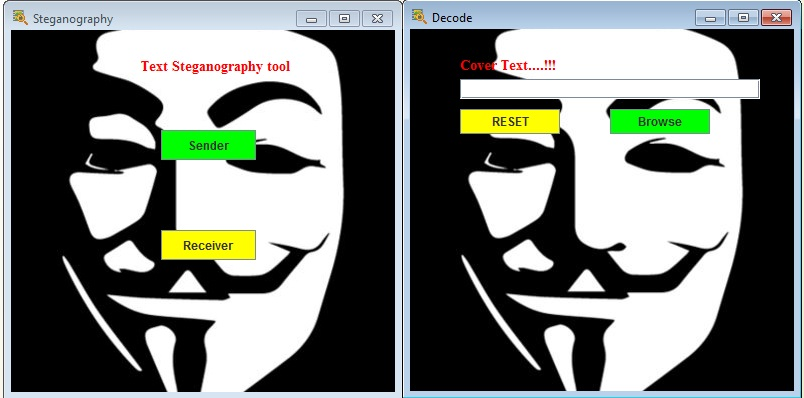 Steganography
Text Steganography tool
Sender
Receiver
Decode
Cover Text....!!!
RESET
Browse